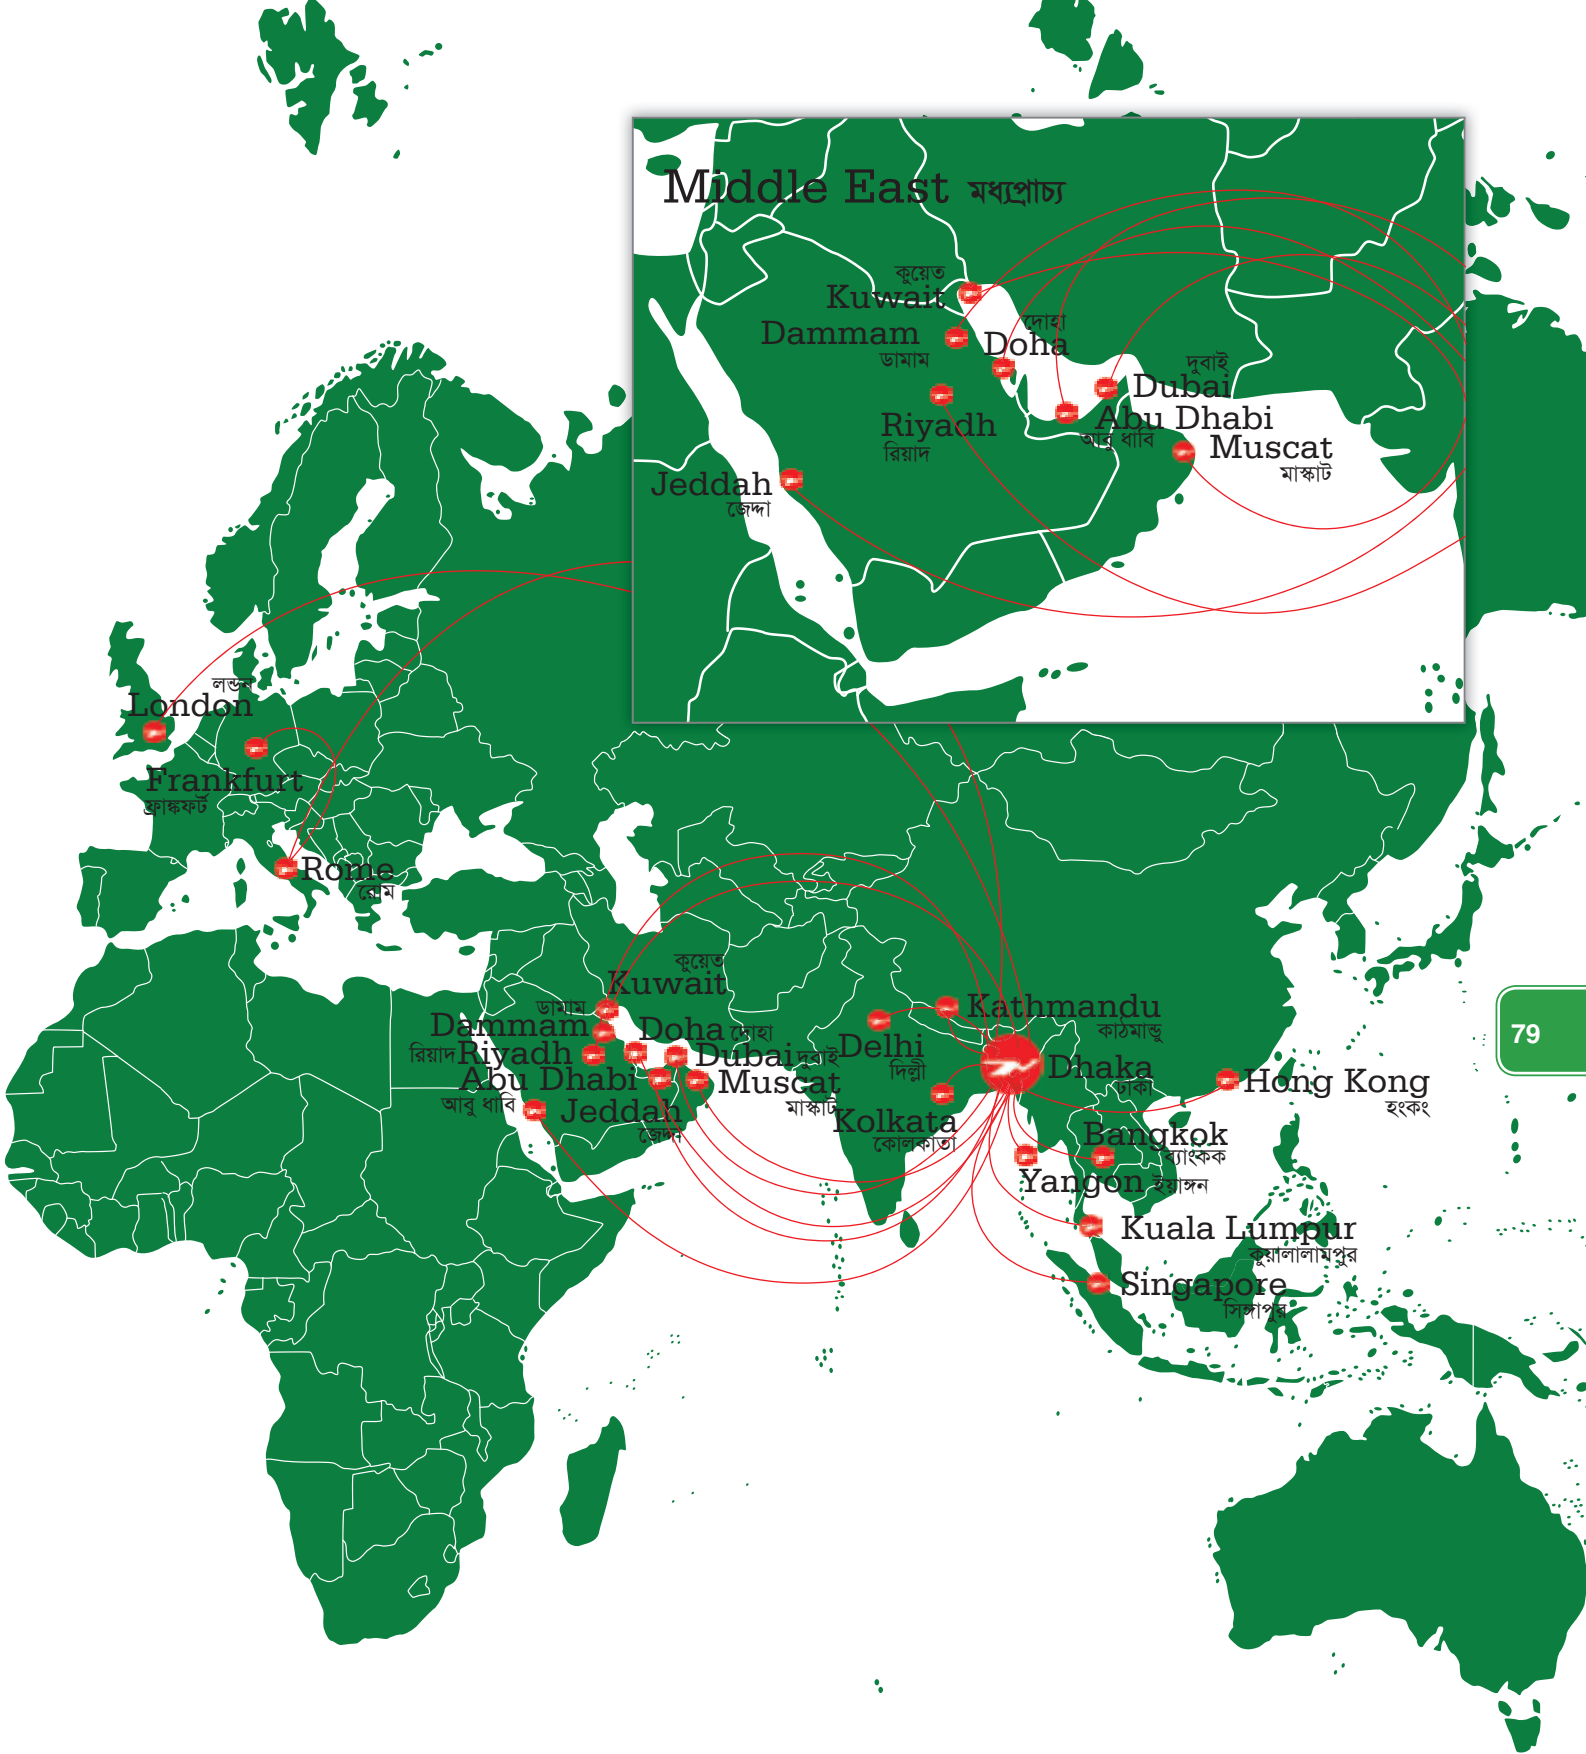 Middle East মধ্যপ্রাচ্য
কুয়েত
Kuwait
Dammam
ডামাম
দোহা
Doha
দুবাই
Dubai
Abu Dhabi
আবু ধাবি
Riyadh
রিয়াদ
Muscat
মাস্কাট
Jeddah
জেদ্দা
লন্ডন
London
Frankfurt
ফ্রাঙ্কফর্ট
Rome
রোম
কুয়েত
Kuwait
ডামাম
Dammam
Doha দোহা
রিয়াদ Riyadh
Dubai দুবাই
Abu Dhabi
আবু ধাবি
Muscat
মাস্কাট
Jeddah
জেদ্দা
Kathmandu
কাঠমান্ডু
Delhi
দিল্লী
Dhaka
ঢাকা
Kolkata
কোলকাতা
Hong Kong
হংকং
Bangkok
ব্যাংকক
Yangon ইয়াঙ্গন
Kuala Lumpur
কুয়ালালামপুর
Singapore
সিঙ্গাপুর
79